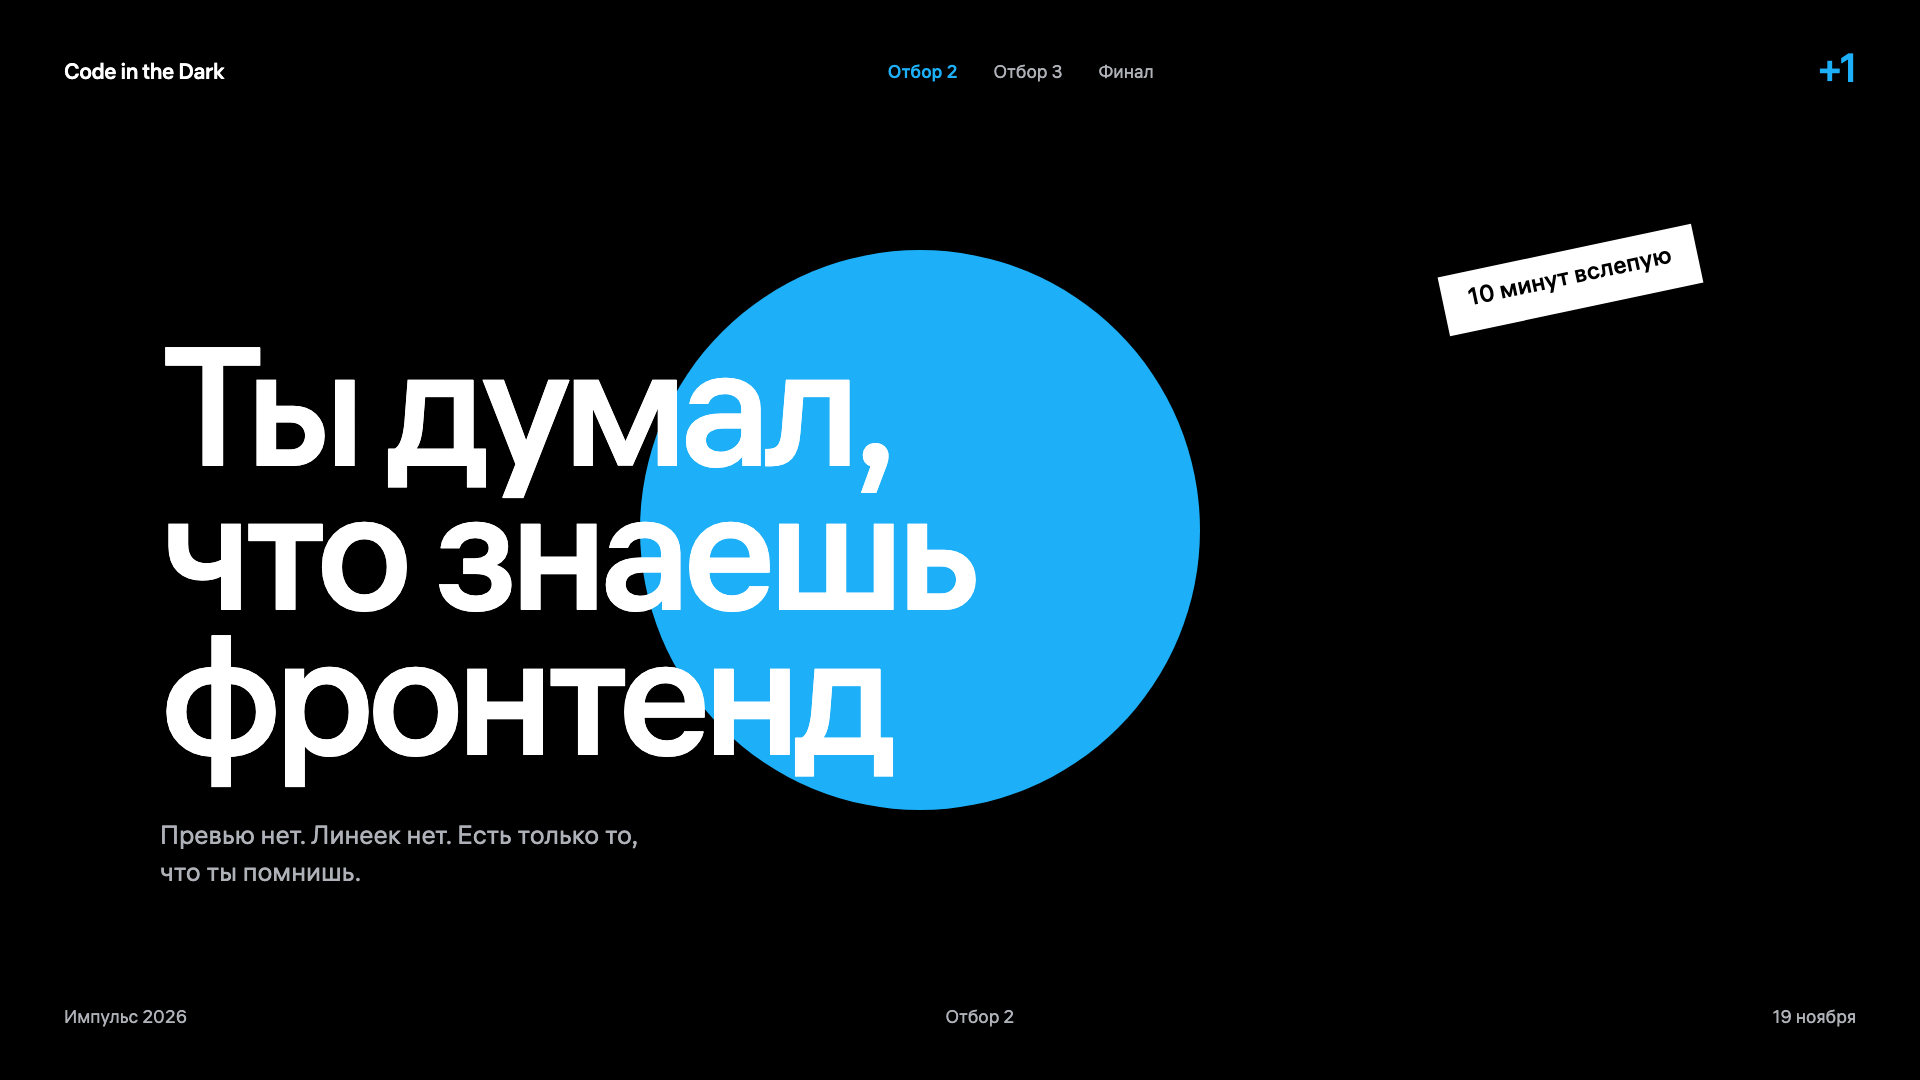 Code in the Dark
Отбор 2
Отбор 3
Финал
+1
10 минут вслепую
Ты думал,
что знаешь
фронтенд
Превью нет. Линеек нет. Есть только то,
что ты помнишь.
Импульс 2026
Отбор 2
19 ноября